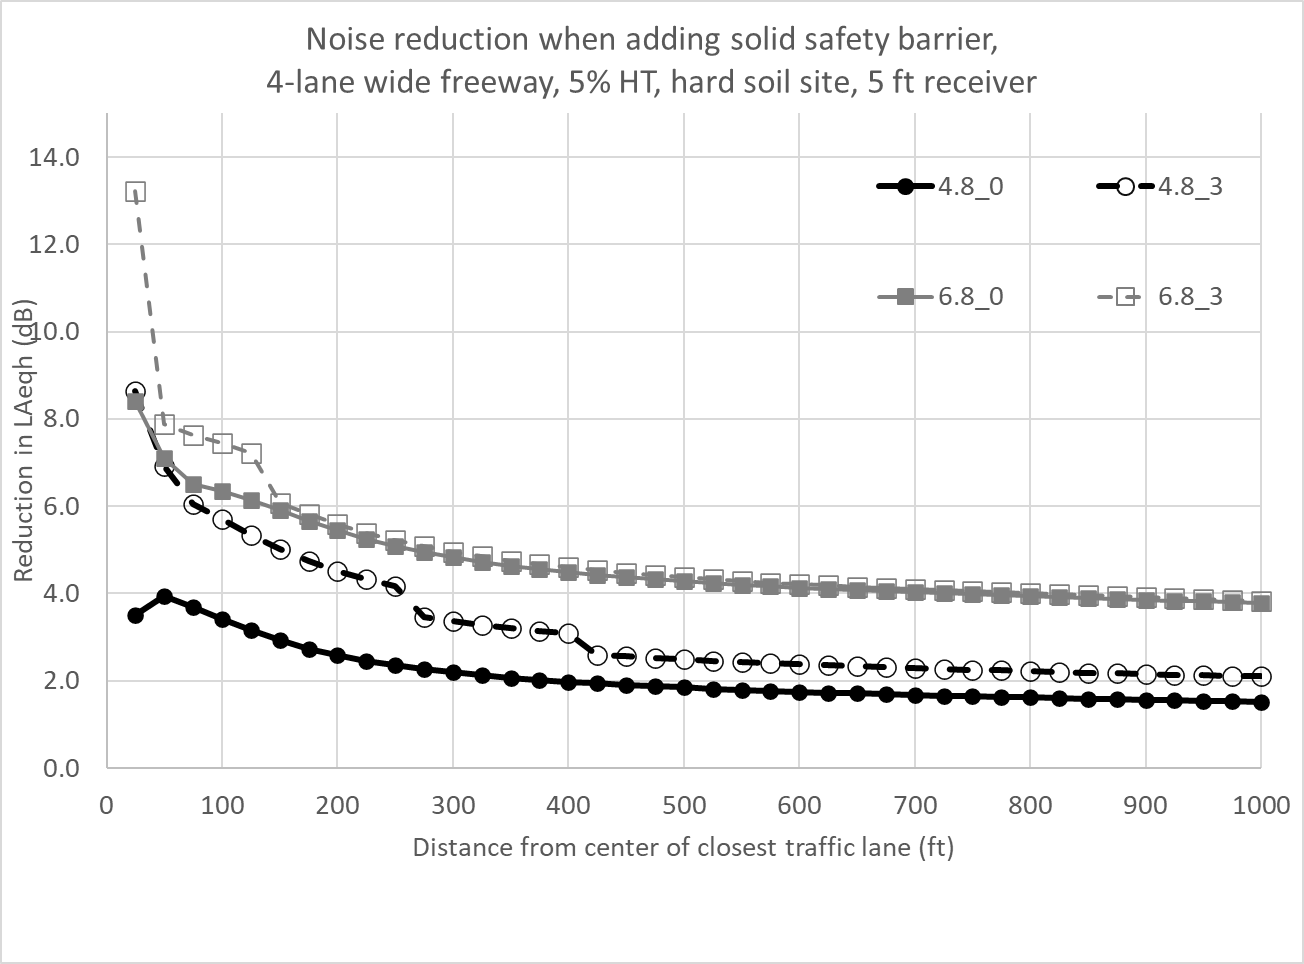 Noise reduction when adding solid safety barrier,
4-lane wide freeway, 5% HT, hard soil site, 5 ft receiver
14.0
12.0
10.0
8.0
6.0
4.0
2.0
0.0
Reduction in LAeqh (dB)
4.8_0
4.8_3
6.8_0
6.8_3
0 100 200 300 400 500 600 700 800 900 1000
Distance from center of closest traffic lane (ft)